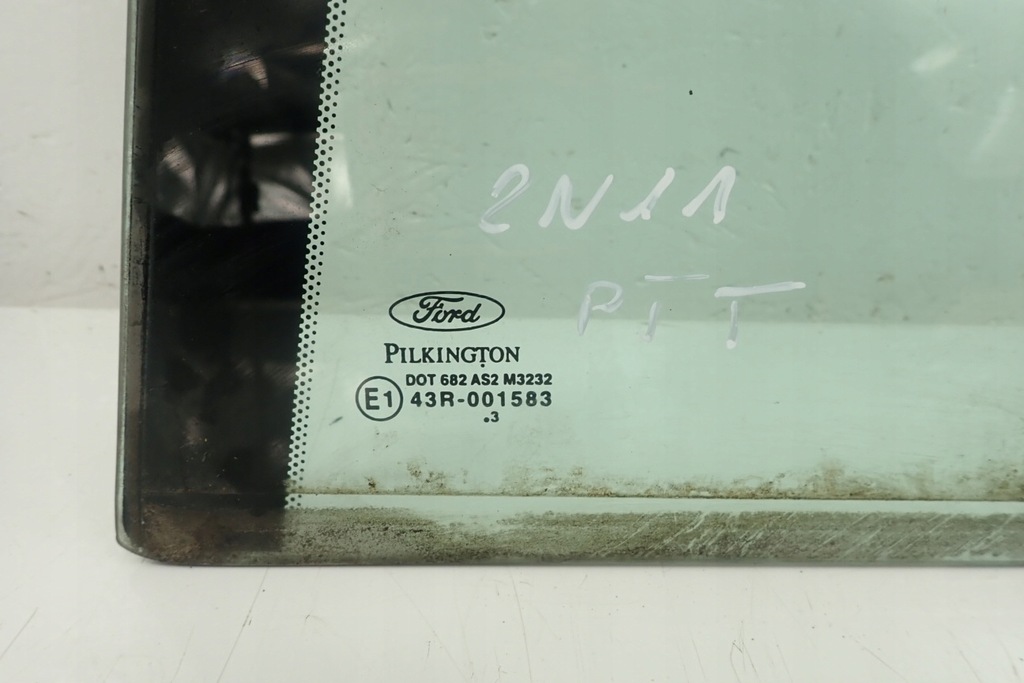 2N11
PTT
Ford
PILKINGTON
DOT 682 AS2 M3232
E1 43R-001583
.3